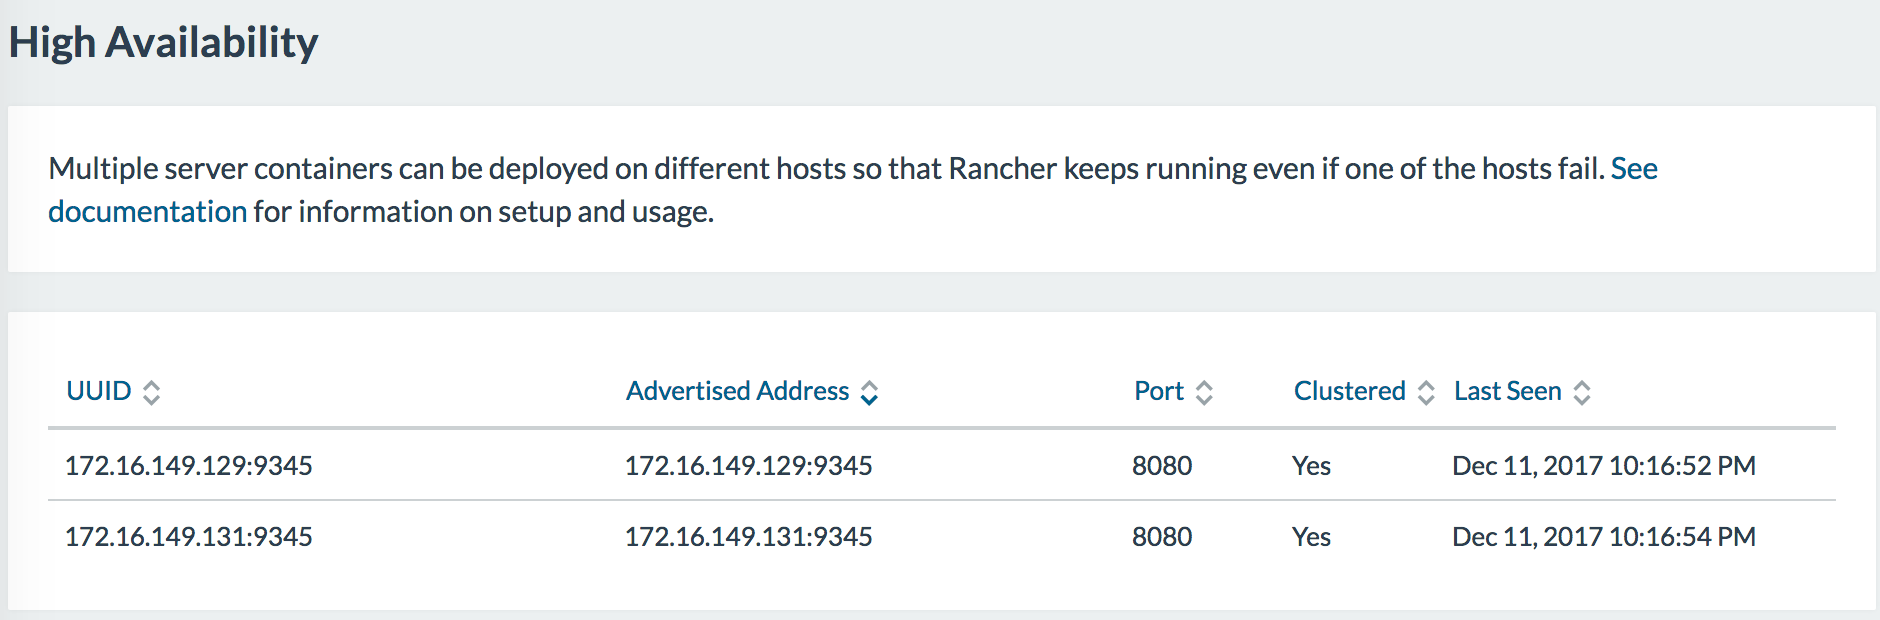 High Availability
Multiple server containers can be deployed on different hosts so that Rancher keeps running even if one of the hosts fail. See
documentation for information on setup and usage.
UUID Advertised Address Port Clustered Last Seen
172.16.149.129:9345 172.16.149.129:9345 8080 Yes Dec 11, 2017 10:16:52 PM
172.16.149.131:9345 172.16.149.131:9345 8080 Yes Dec 11, 2017 10:16:54 PM